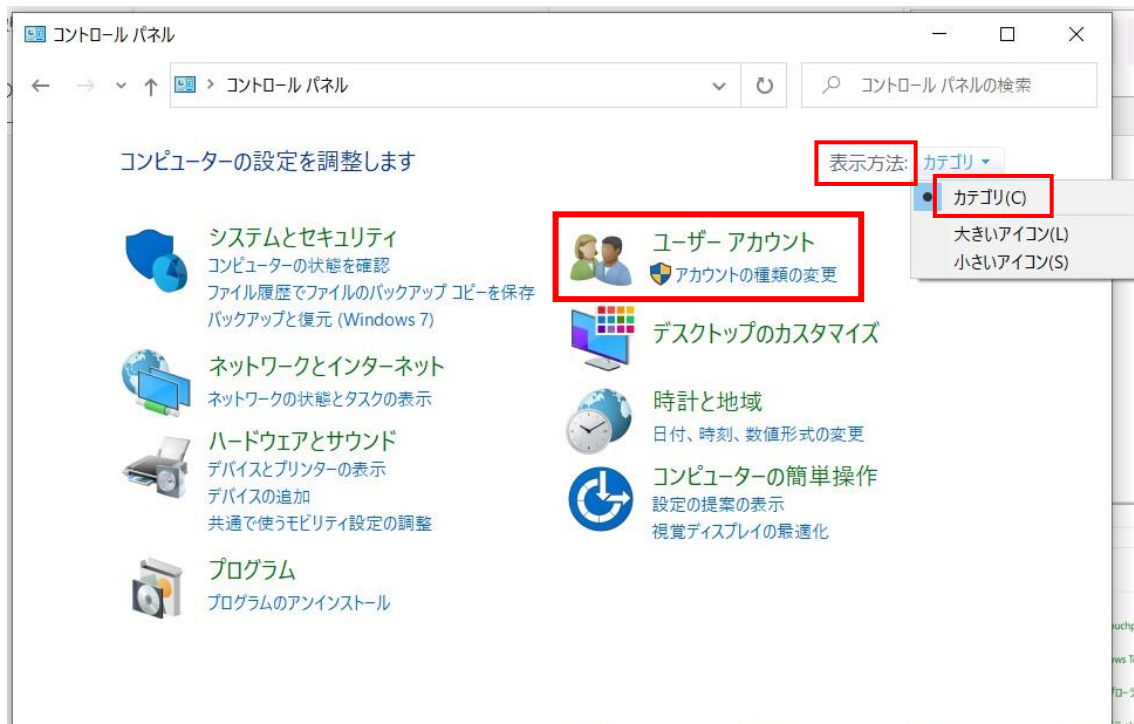 コントロール パネル
コントロール パネル
コントロール パネルの検索
コンピューターの設定を調整します
表示方法: カテゴリ
カテゴリ(C)
大きいアイコン(L)
小さいアイコン(S)
システムとセキュリティ
コンピューターの状態を確認
ファイル履歴でファイルのバックアップ コピーを保存
バックアップと復元 (Windows 7)
ネットワークとインターネット
ネットワークの状態とタスクの表示
ハードウェアとサウンド
デバイスとプリンターの表示
デバイスの追加
共通で使うモビリティ設定の調整
プログラム
プログラムのアンインストール
ユーザー アカウント
アカウントの種類の変更
デスクトップのカスタマイズ
時計と地域
日付、時刻、数値形式の変更
コンピューターの簡単操作
設定の提案の表示
視覚ディスプレイの最適化